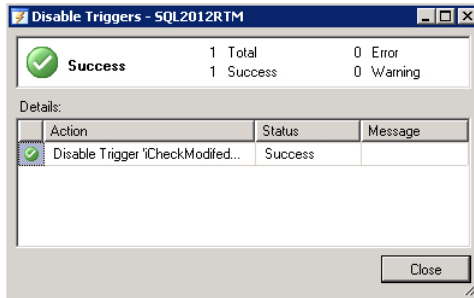 Disable Triggers - SQL2012RTM
Success
1 Total 0 Error
1 Success 0 Warning
Details:
Action Status Message
Disable Trigger 'iCheckModifed... Success
Close